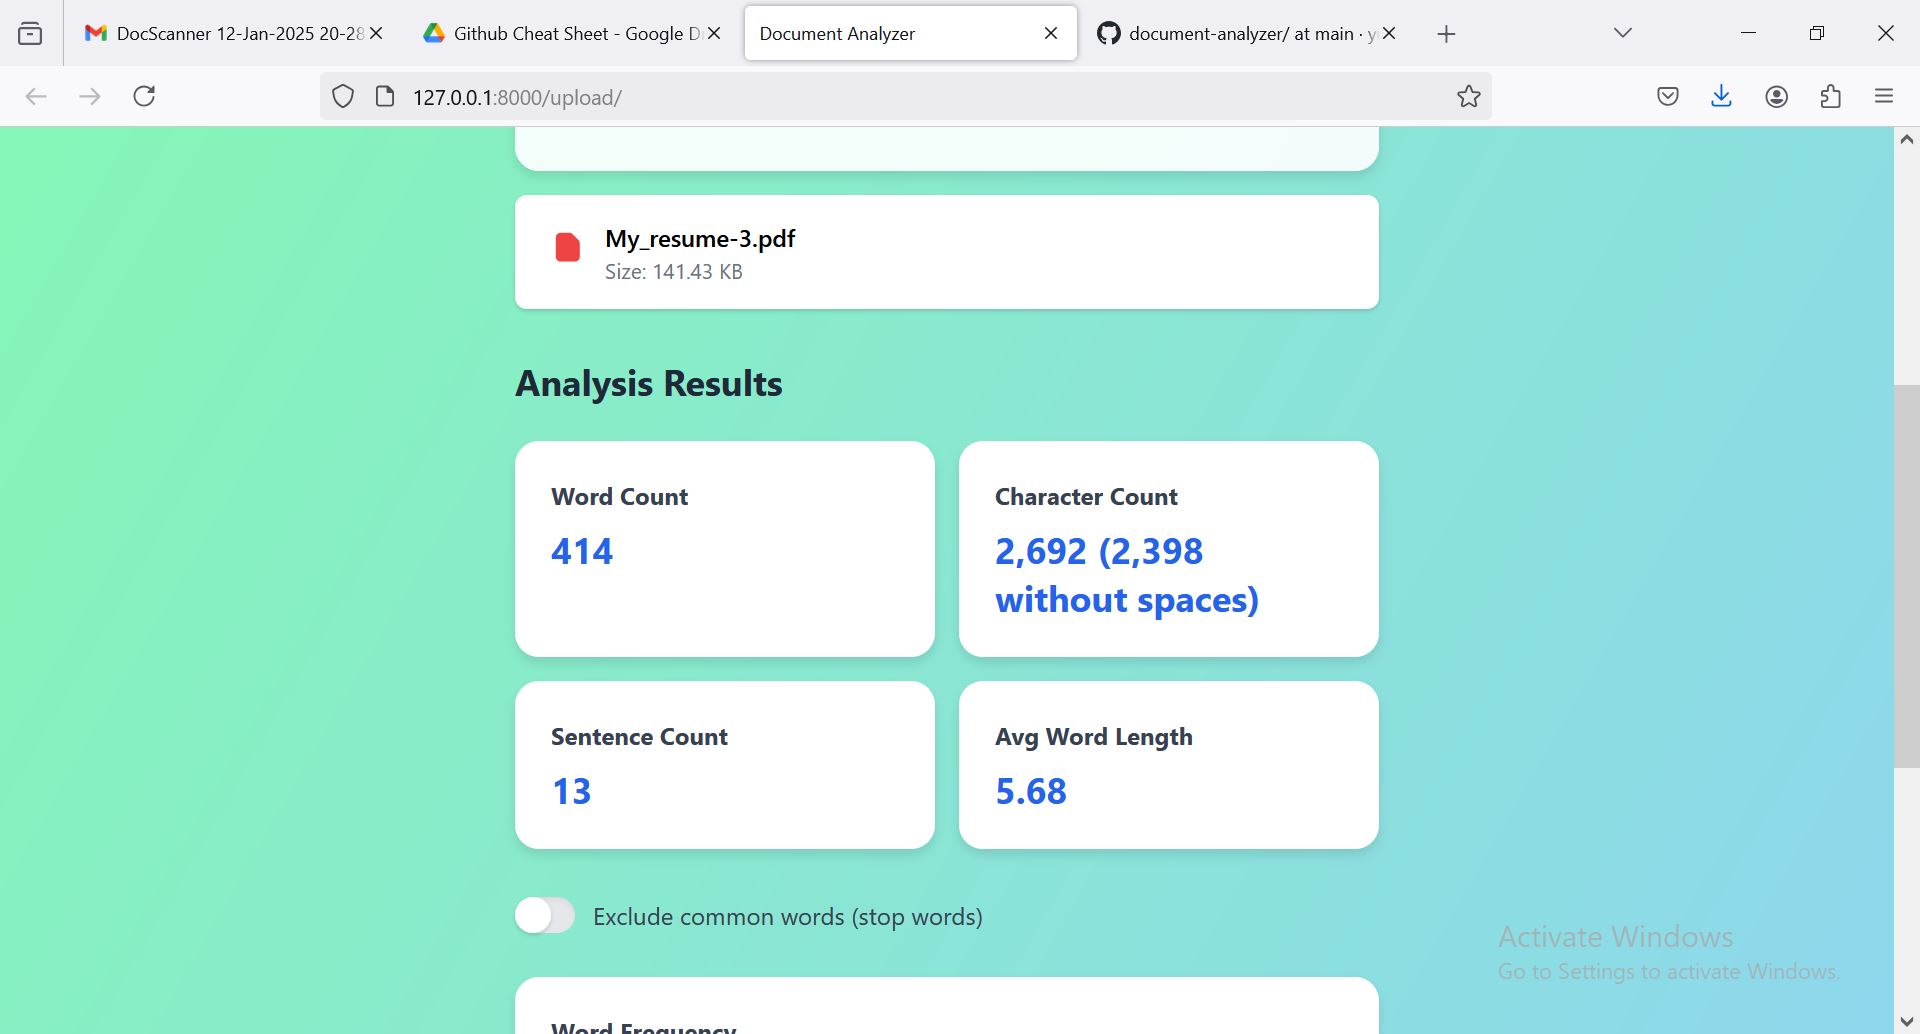 DocScanner 12-Jan-2025 20-28
Github Cheat Sheet - Google D
Document Analyzer
document-analyzer/ at main · y
127.0.0.1:8000/upload/
My_resume-3.pdf
Size: 141.43 KB
Analysis Results
Word Count
414
Character Count
2,692 (2,398
without spaces)
Sentence Count
13
Avg Word Length
5.68
Exclude common words (stop words)
Activate Windows
Go to Settings to activate Windows.
Word Frequency